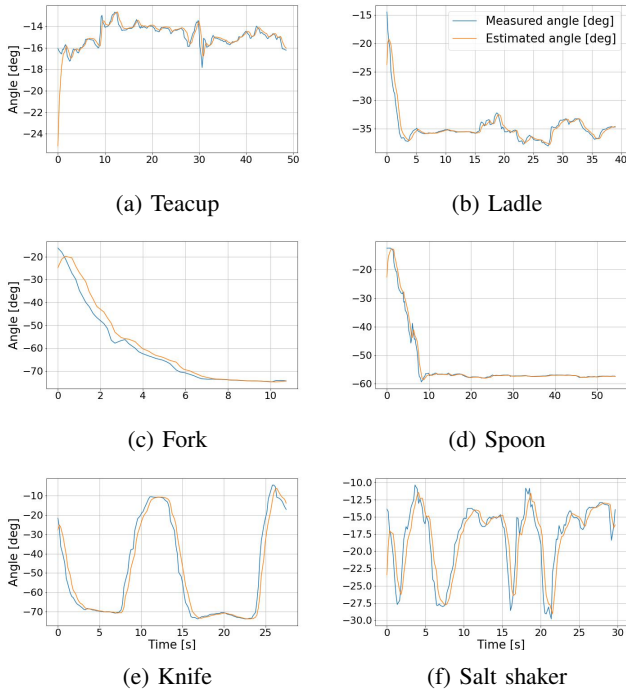 −14
−16
−18
−20
−22
−24
Angle [deg]
0 10 20 30 40 50
(a) Teacup
−15
−20
−25
−30
−35
0 5 10 15 20 25 30 35 40
Measured angle [deg]
Estimated angle [deg]
(b) Ladle
−20
−30
−40
−50
−60
−70
Angle [deg]
0 2 4 6 8 10
(c) Fork
−20
−30
−40
−50
−60
0 10 20 30 40 50
(d) Spoon
−10
−20
−30
−40
−50
−60
−70
Angle [deg]
0 5 10 15 20 25
Time [s]
(e) Knife
−10.0
−12.5
−15.0
−17.5
−20.0
−22.5
−25.0
−27.5
−30.0
0 5 10 15 20 25 30
Time [s]
(f) Salt shaker